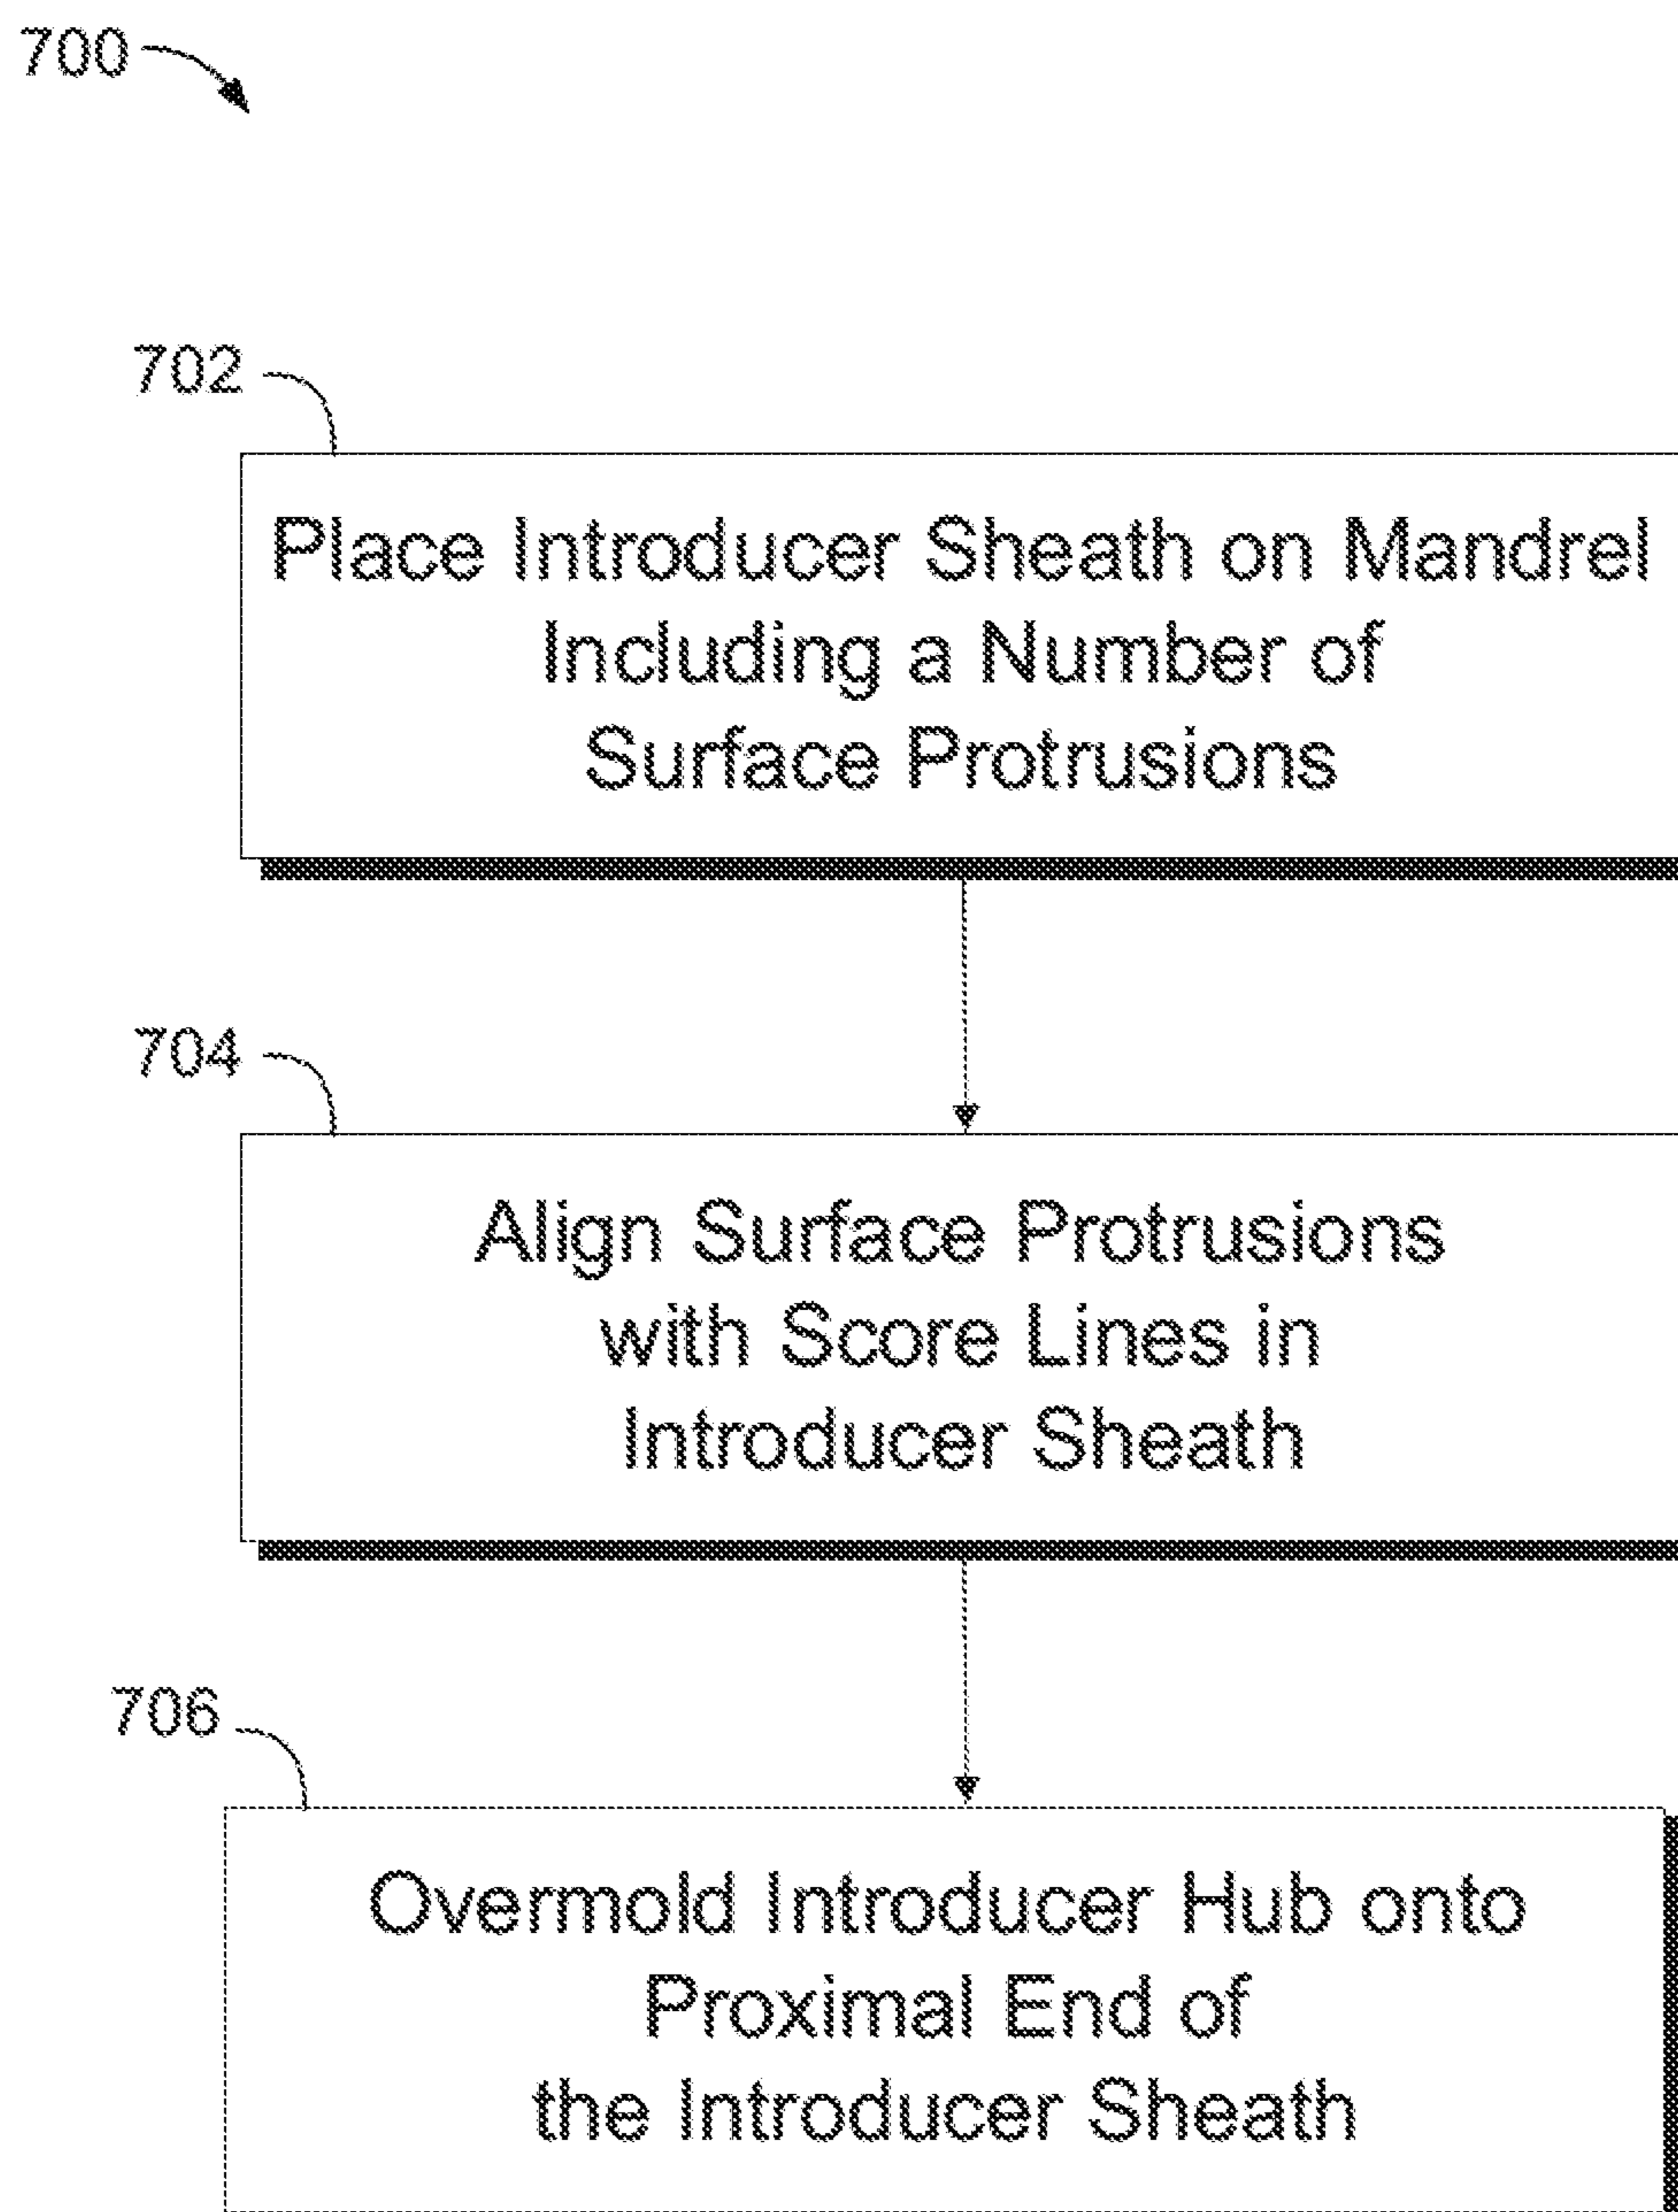 700
702
Place Introducer Sheath on Mandrel
Including a Number of
Surface Protrusions
704
Align Surface Protrusions
with Score Lines in
Introducer Sheath
706
Overmold Introducer Hub onto
Proximal End of
the Introducer Sheath